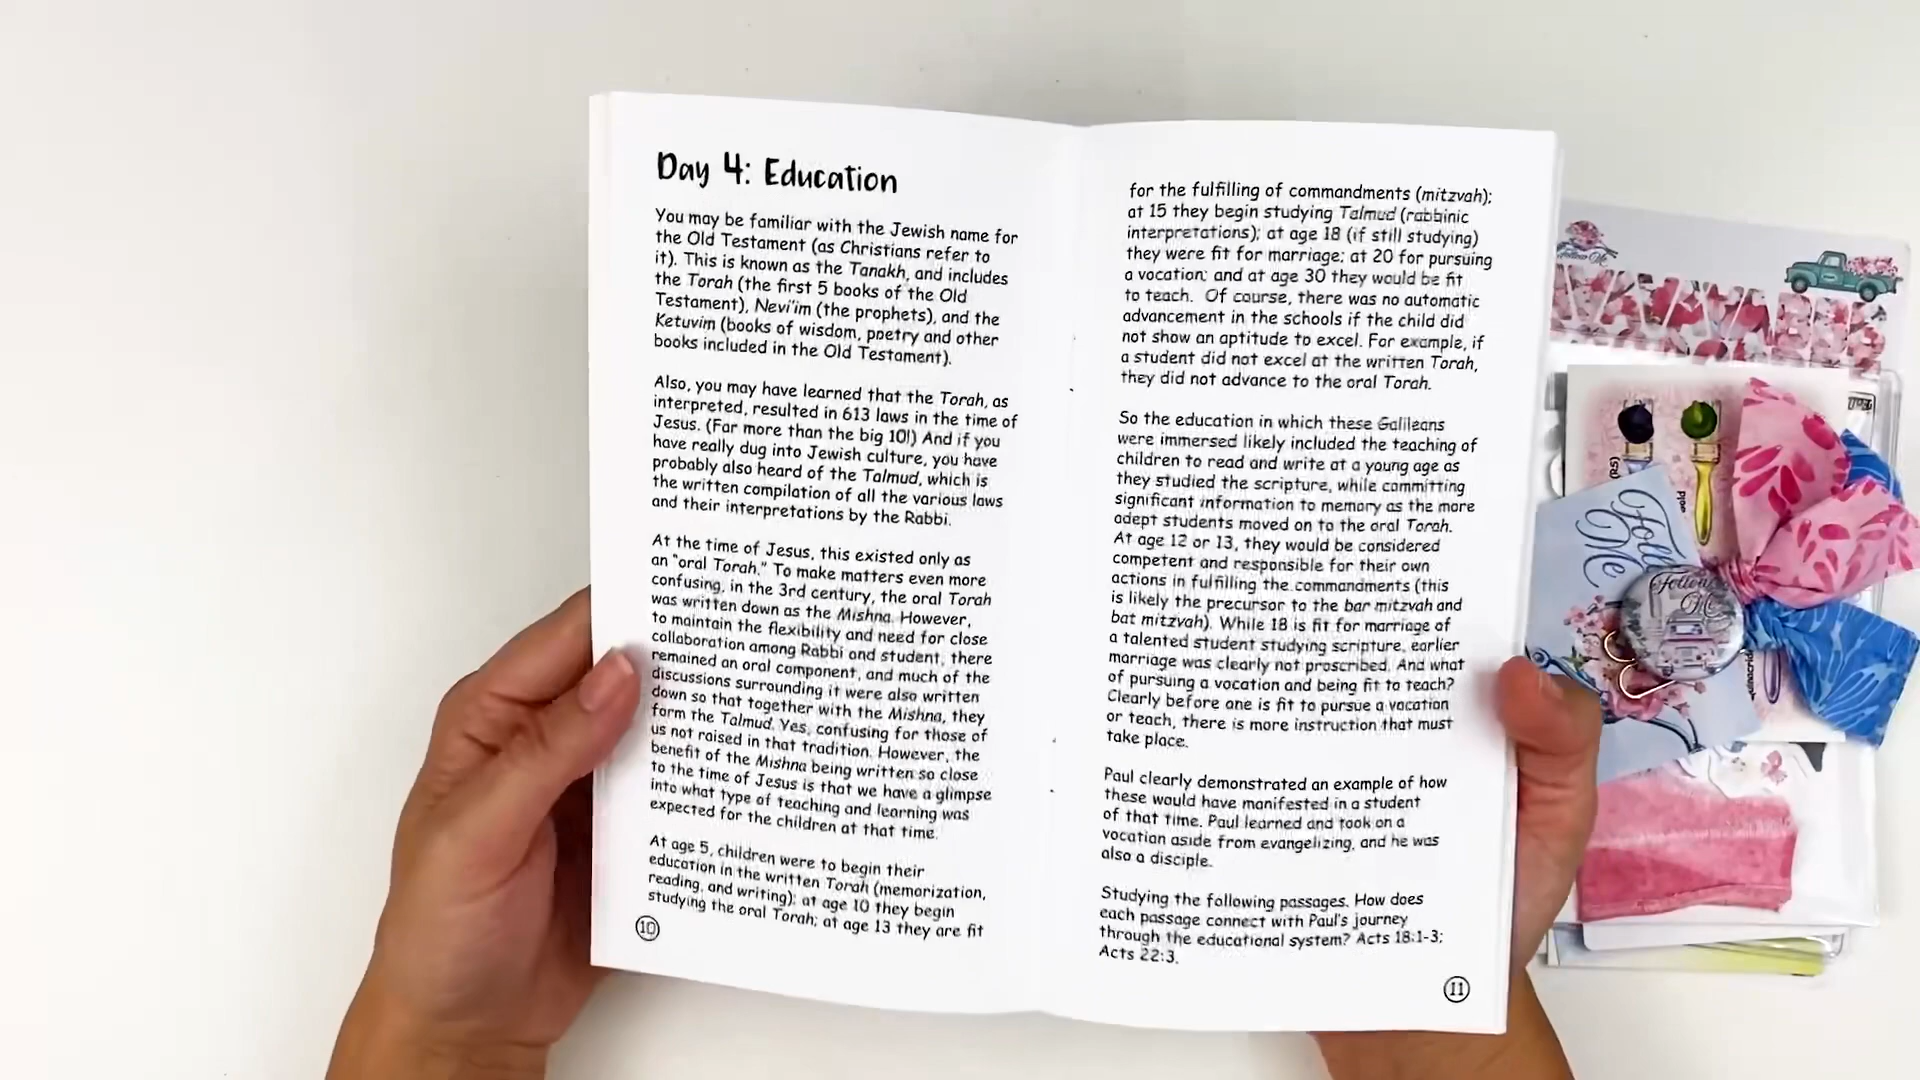 Day 4: Education
You may be familiar with the Jewish name for
the Old Testament (as Christians refer to
it). This is known as the Tanakh, and includes
the Torah (the first 5 books of the Old
Testament), Nevi'im (the prophets), and the
Ketuvim (books of wisdom, poetry and other
books included in the Old Testament).
Also, you may have learned that the Torah, as
interpreted, resulted in 613 laws in the time of
Jesus. (Far more than the big 10!) And if you
have really dug into Jewish culture, you have
probably also heard of the Talmud, which is
the written compilation of all the various laws
and their interpretations by the Rabbi.
At the time of Jesus, this existed only as
an "oral Torah." To make matters even more
confusing, in the 3rd century, the oral Torah
was written down as the Mishna. However,
to maintain the flexibility and need for close
collaboration among Rabbi and student, there
remained an oral component, and much of the
discussions surrounding it were also written
down so that together with the Mishna, they
form the Talmud. Yes, confusing for those of
us not raised in that tradition. However, the
benefit of the Mishna being written so close
to the time of Jesus is that we have a glimpse
into what type of teaching and learning was
expected for the children at that time.
At age 5, children were to begin their
education in the written Torah (memorization,
reading, and writing); at age 10 they begin
studying the oral Torah; at age 13 they are fit
10
for the fulfilling of commandments (mitzvah);
at 15 they begin studying Talmud (rabbinic
interpretations); at age 18 (if still studying)
they were fit for marriage; at 20 for pursuing
a vocation; and at age 30 they would be fit
to teach. Of course, there was no automatic
advancement in the schools if the child did
not show an aptitude to excel. For example, if
a student did not excel at the written Torah,
they did not advance to the oral Torah.
So the education in which these Galileans
were immersed likely included the teaching of
children to read and write at a young age as
they studied the scripture, while committing
significant information to memory as the more
adept students moved on to the oral Torah.
At age 12 or 13, they would be considered
competent and responsible for their own
actions in fulfilling the commandments (this
is likely the precursor to the bar mitzvah and
bat mitzvah). While 18 is fit for marriage of
a talented student studying scripture, earlier
marriage was clearly not proscribed. And what
of pursuing a vocation and being fit to teach?
Clearly before one is fit to pursue a vocation
or teach, there is more instruction that must
take place.
Paul clearly demonstrated an example of how
these would have manifested in a student
of that time. Paul learned and took on a
vocation aside from evangelizing, and he was
also a disciple.
Studying the following passages. How does
each passage connect with Paul's journey
through the educational system? Acts 18:1-3;
Acts 22:3.
11
Follow Me
Follow
Me
Follow
Me